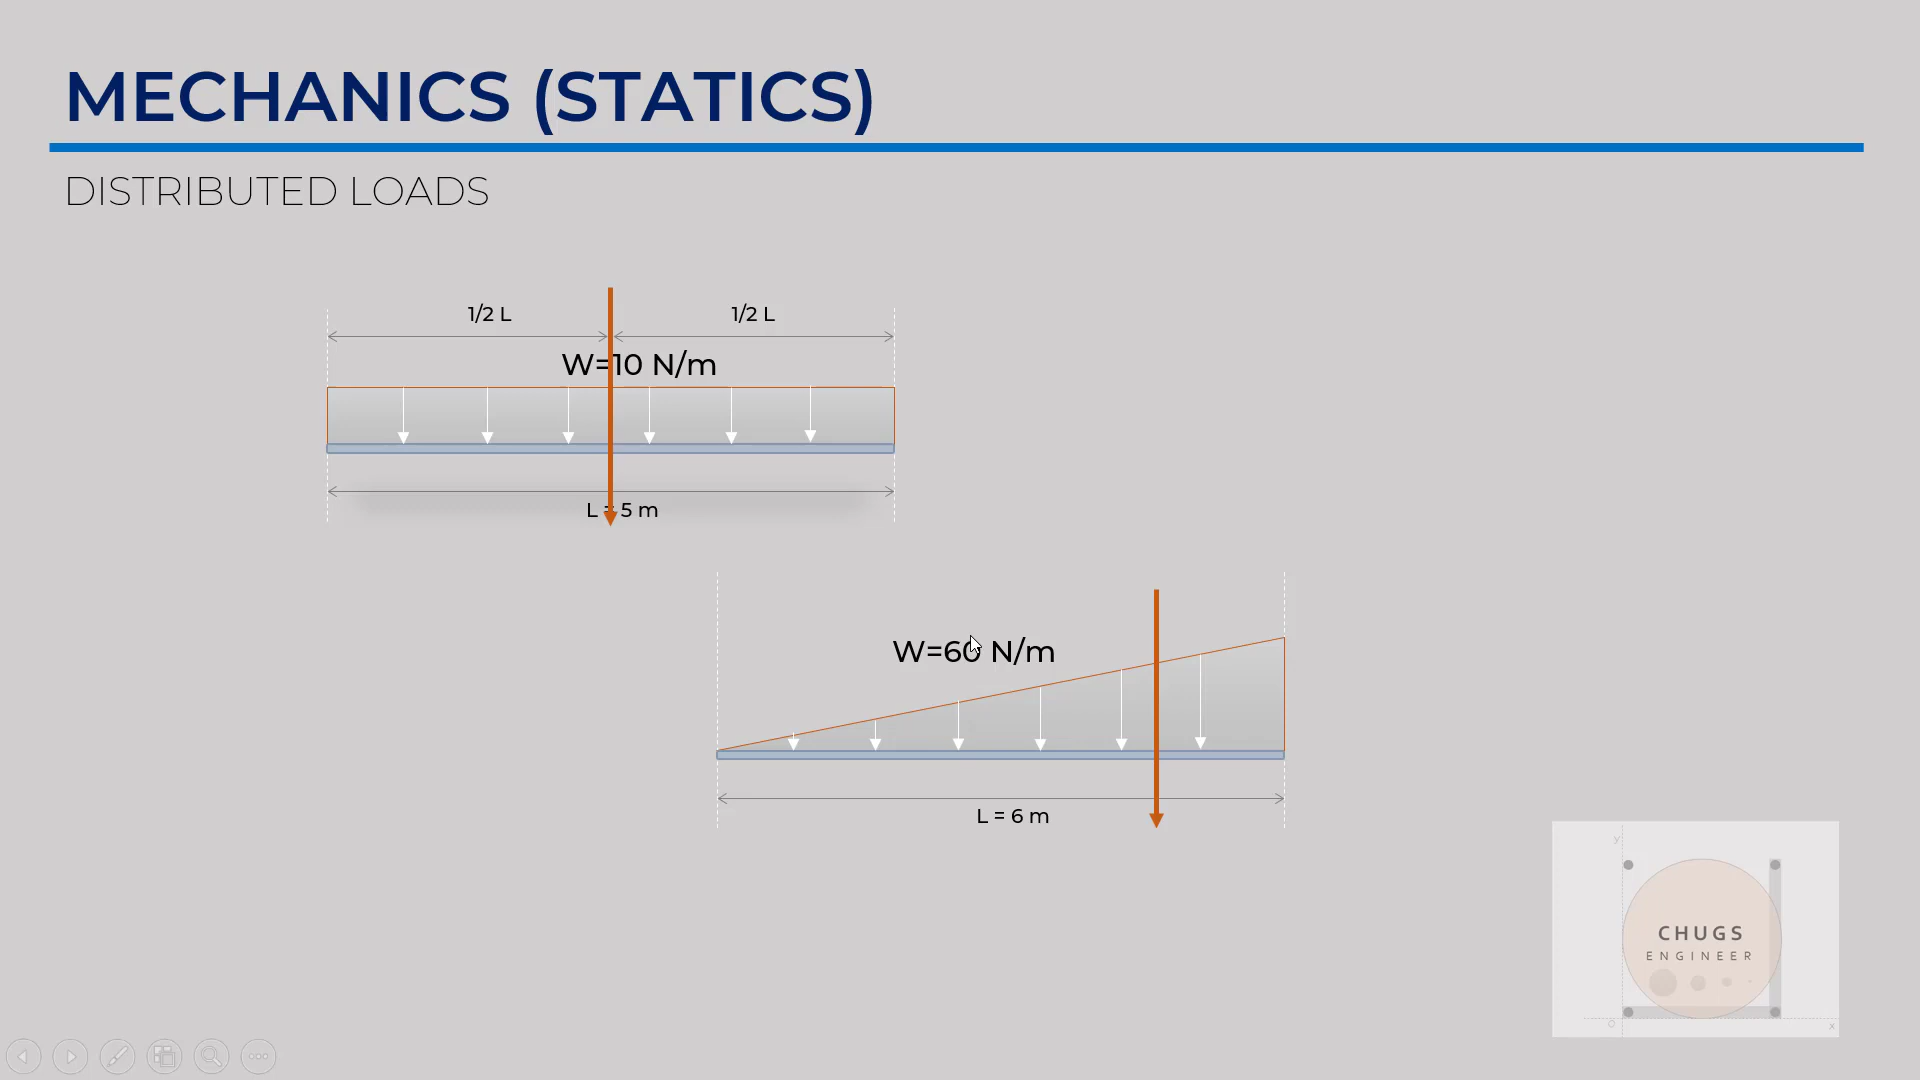 MECHANICS (STATICS)
DISTRIBUTED LOADS
1/2 L
1/2 L
W=10 N/m
L = 5 m
W=60 N/m
L = 6 m
y
CHUGS
ENGINEER
O
x